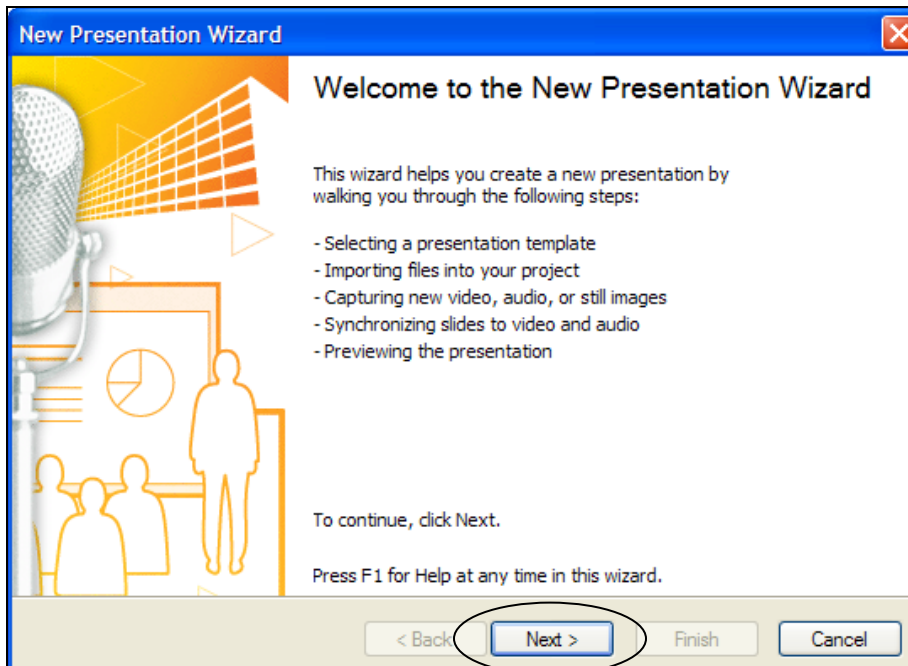 New Presentation Wizard
Welcome to the New Presentation Wizard
This wizard helps you create a new presentation by
walking you through the following steps:
- Selecting a presentation template
- Importing files into your project
- Capturing new video, audio, or still images
- Synchronizing slides to video and audio
- Previewing the presentation
To continue, click Next.
Press F1 for Help at any time in this wizard.
< Back Next > Finish Cancel